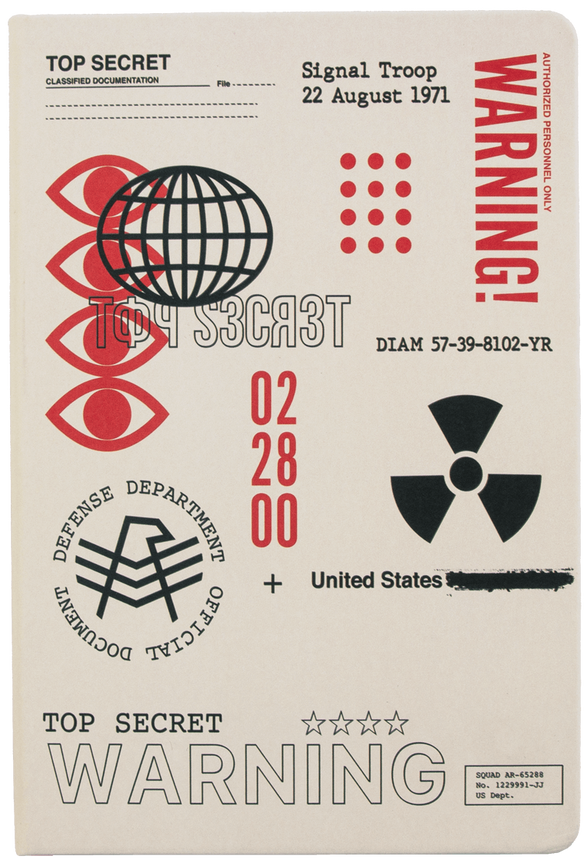 TOP SECRET
CLASSIFIED DOCUMENTATION
File
Signal Troop
22 August 1971
AUTHORIZED PERSONNEL ONLY
WARNING!
TФЧ SЗCЯЗT
DIAM 57-39-8102-YR
02
28
00
DEFENSE DEPARTMENT
OFFICIAL DOCUMENT
+ United States
TOP SECRET
WARNING
SQUAD AR-65288
No. 1229991-JJ
US Dept.